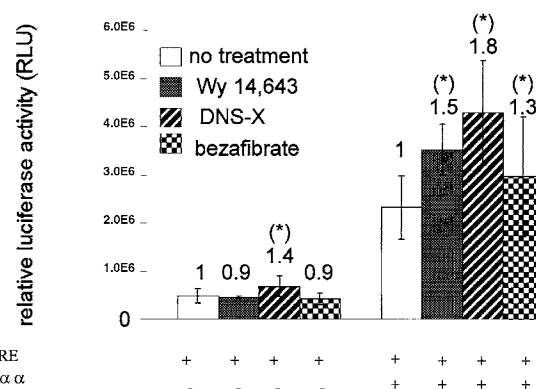 relative luciferase activity (RLU)
6.0E6
5.0E6
4.0E6
3.0E6
2.0E6
1.0E6
0
no treatment
Wy 14,643
DNS-X
bezafibrate
1
0.9
(*)
1.4
0.9
1
(*)
1.5
(*)
1.8
(*)
1.3
RE + + + + + + + +
α α - - - - + + + +